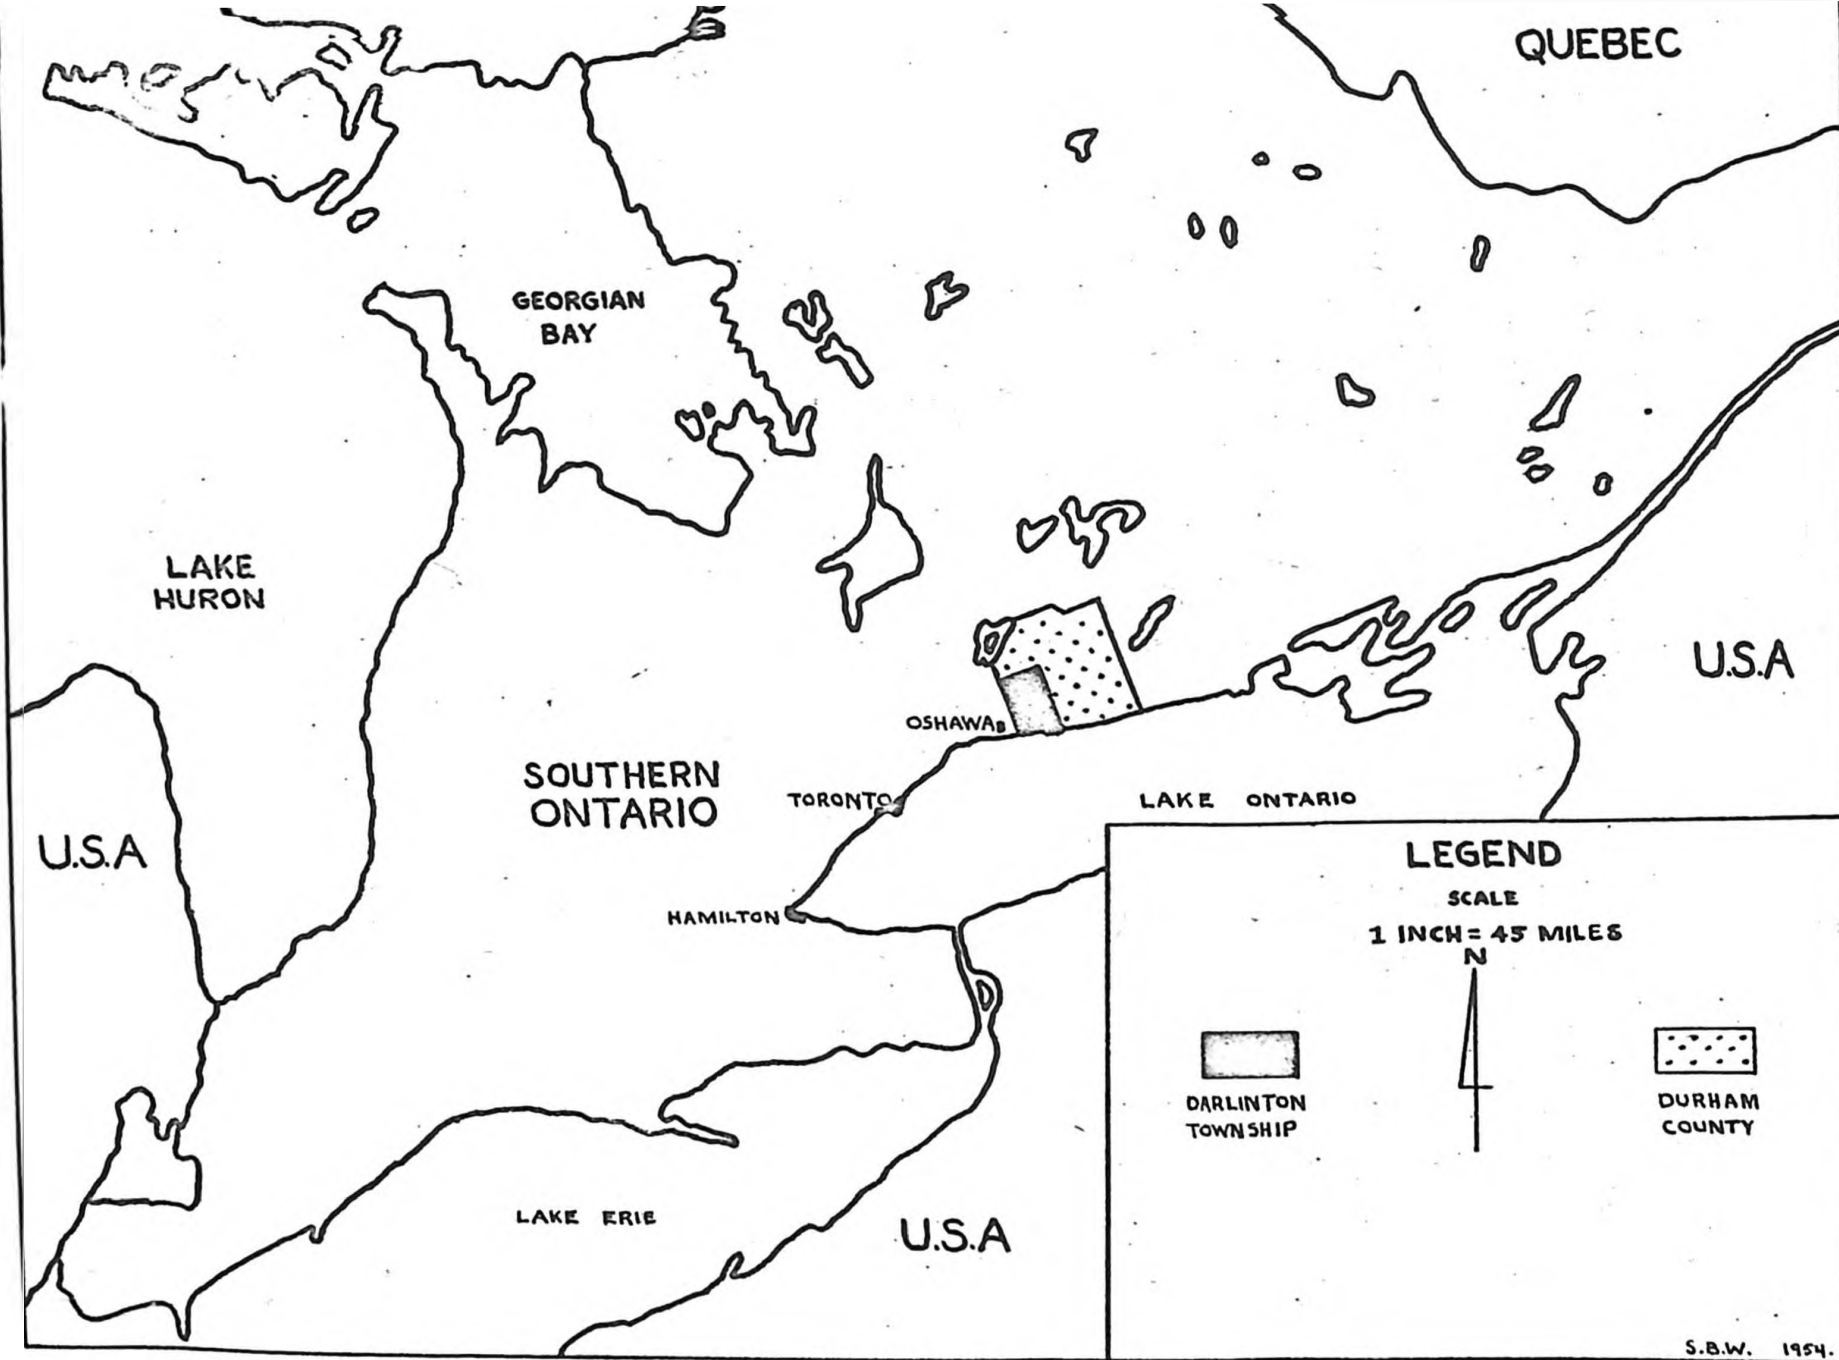 QUEBEC
GEORGIAN
BAY
LAKE
HURON
U.S.A
OSHAWA
SOUTHERN
ONTARIO
TORONTO
LAKE ONTARIO
U.S.A
HAMILTON
LEGEND
SCALE
1 INCH = 45 MILES
N
DARLINTON
TOWNSHIP
DURHAM
COUNTY
LAKE ERIE
U.S.A
S.B.W. 1954.